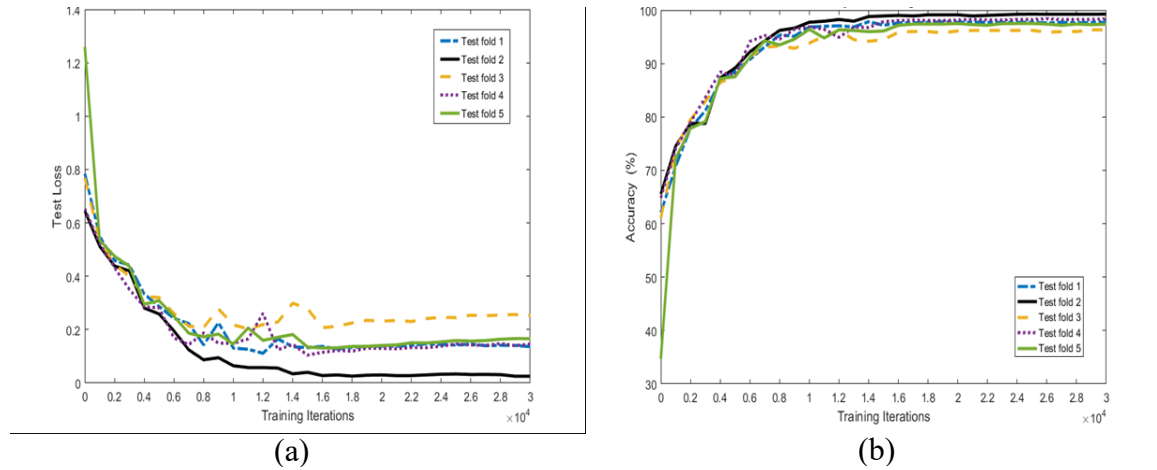 1.4
1.2
1
0.8
0.6
0.4
0.2
0
Test Loss
Test fold 1
Test fold 2
Test fold 3
Test fold 4
Test fold 5
0 0.2 0.4 0.6 0.8 1 1.2 1.4 1.6 1.8 2 2.2 2.4 2.6 2.8 3
Training Iterations
×10⁴
(a)
100
90
80
70
60
50
40
30
Accuracy (%)
Test fold 1
Test fold 2
Test fold 3
Test fold 4
Test fold 5
0 0.2 0.4 0.6 0.8 1 1.2 1.4 1.6 1.8 2 2.2 2.4 2.6 2.8 3
Training Iterations
×10⁴
(b)